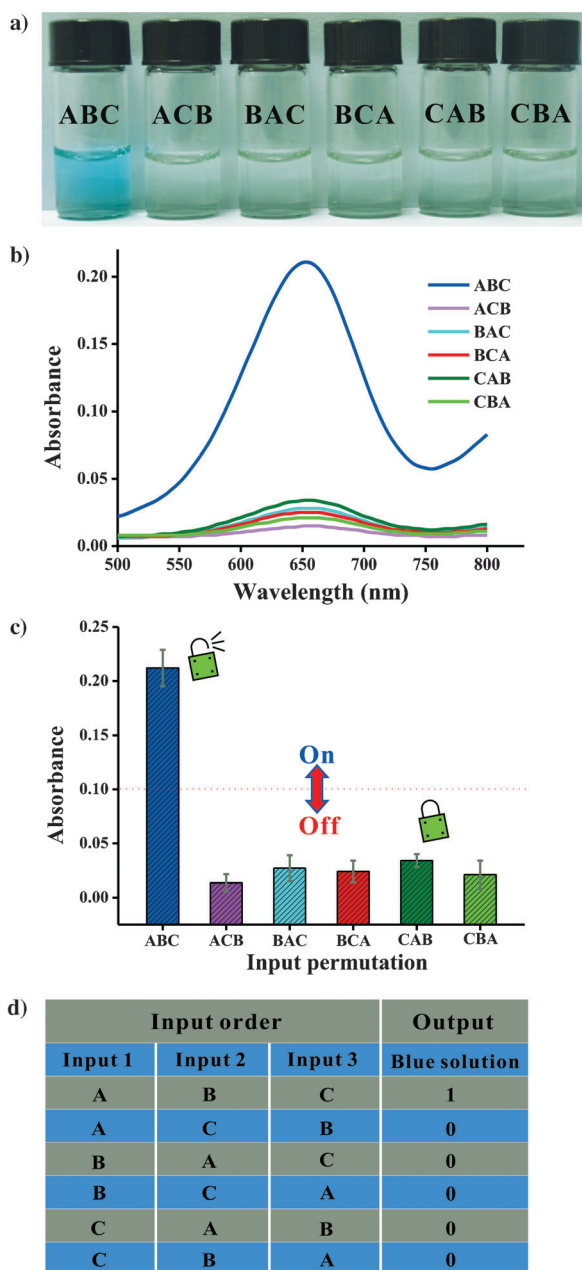 a)
ABC ACB BAC BCA CAB CBA
b)
0.20
0.15
0.10
0.05
0.00
Absorbance
ABC
ACB
BAC
BCA
CAB
CBA
500 550 600 650 700 750 800
Wavelength (nm)
c)
0.25
0.20
0.15
0.10
0.05
0.00
Absorbance
On
Off
ABC ACB BAC BCA CAB CBA
Input permutation
d)
Input order Output
Input 1 Input 2 Input 3 Blue solution
A B C 1
A C B 0
B A C 0
B C A 0
C A B 0
C B A 0